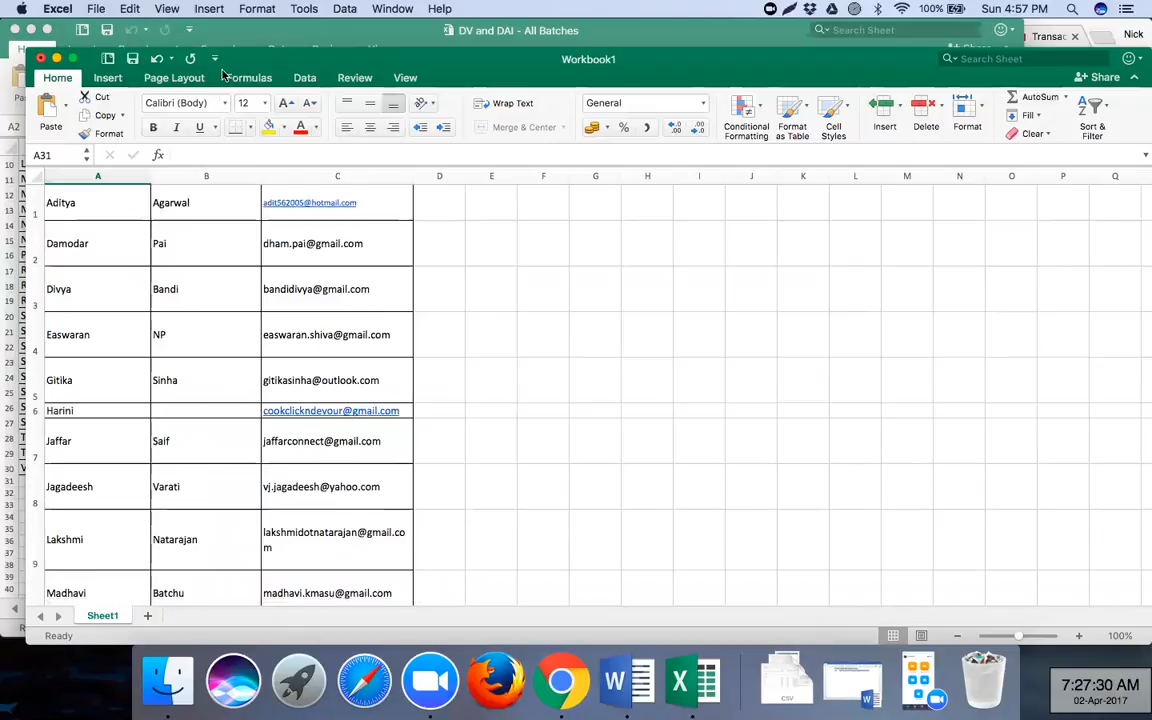 Excel File Edit View Insert Format Tools Data Window Help 100% Sun 4:57 PM
DV and DAI - All Batches Search Sheet Transac Nick
Workbook1 Search Sheet
Home Insert Page Layout Formulas Data Review View Share
Paste Cut Copy Format Calibri (Body) 12 A A Wrap Text General Conditional Formatting Format as Table Cell Styles Insert Delete Format AutoSum Fill Clear Sort & Filter
B I U A Merge & Center %
A31 fx
A B C D E F G H I J K L M N O P Q
1 Aditya Agarwal adit562005@hotmail.com
2 Damodar Pai dham.pai@gmail.com
3 Divya Bandi bandidivya@gmail.com
4 Easwaran NP easwaran.shiva@gmail.com
5 Gitika Sinha gitikasinha@outlook.com
6 Harini cookclickndevour@gmail.com
7 Jaffar Saif jaffarconnect@gmail.com
8 Jagadeesh Varati vj.jagadeesh@yahoo.com
9 Lakshmi Natarajan lakshmidotnatarajan@gmail.co
m
Madhavi Batchu madhavi.kmasu@gmail.com
Sheet1
Ready 100%
CSV
7:27:30 AM
02-Apr-2017